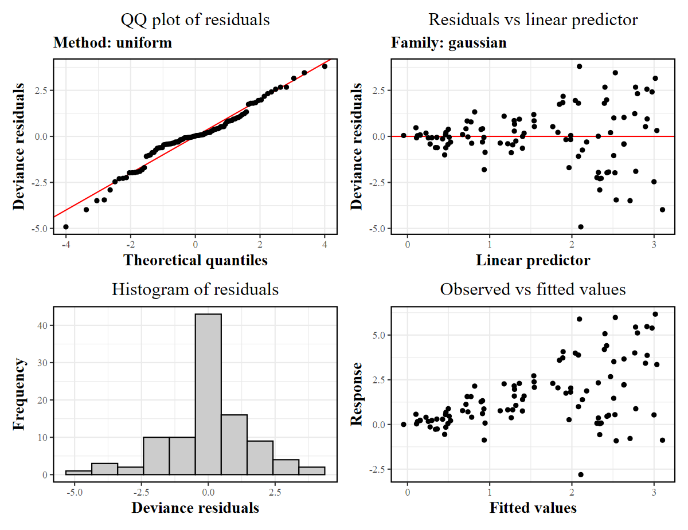 QQ plot of residuals
Method: uniform
Deviance residuals
2.5
0.0
-2.5
-5.0
-4
-2
0
2
4
Theoretical quantiles
Residuals vs linear predictor
Family: gaussian
Deviance residuals
2.5
0.0
-2.5
-5.0
0
1
2
3
Linear predictor
Histogram of residuals
Frequency
40
30
20
10
0
-5.0
-2.5
0.0
2.5
Deviance residuals
Observed vs fitted values
Response
5.0
2.5
0.0
-2.5
0
1
2
3
Fitted values